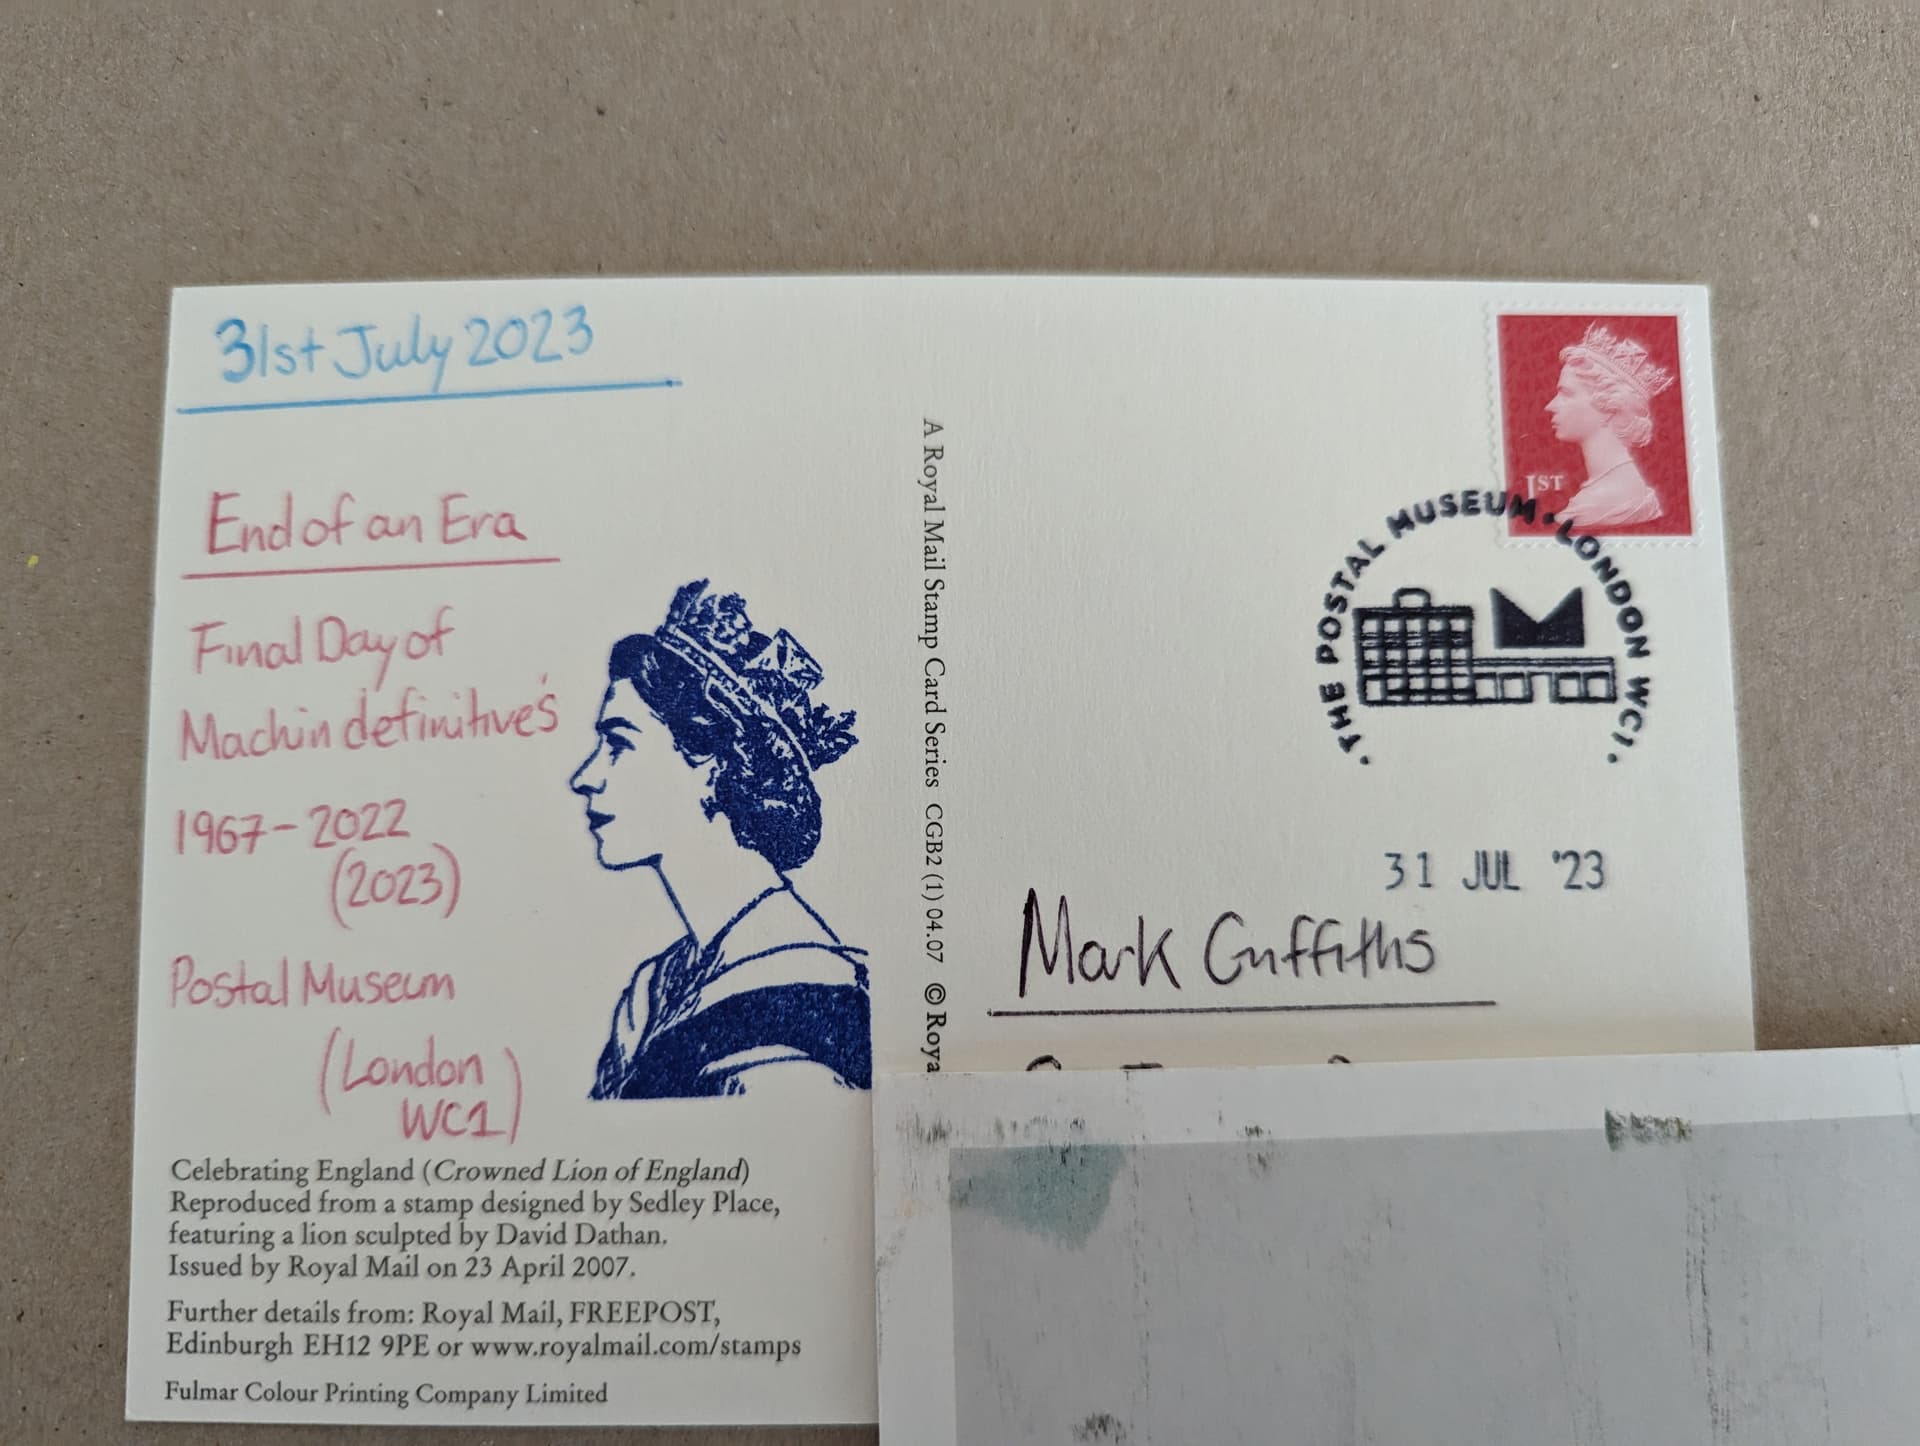 31st July 2023
End of an Era
Final Day of
Machin definitive's
1967-2022
(2023)
Postal Museum
(London
WC1)
Celebrating England (Crowned Lion of England)
Reproduced from a stamp designed by Sedley Place,
featuring a lion sculpted by David Dathan.
Issued by Royal Mail on 23 April 2007.
Further details from: Royal Mail, FREEPOST,
Edinburgh EH12 9PE or www.royalmail.com/stamps
Fulmar Colour Printing Company Limited
A Royal Mail Stamp Card Series CGB2 (1) 04.07 © Roya
1ST
· THE POSTAL MUSEUM · LONDON WC1 ·
31 JUL '23
Mark Griffiths